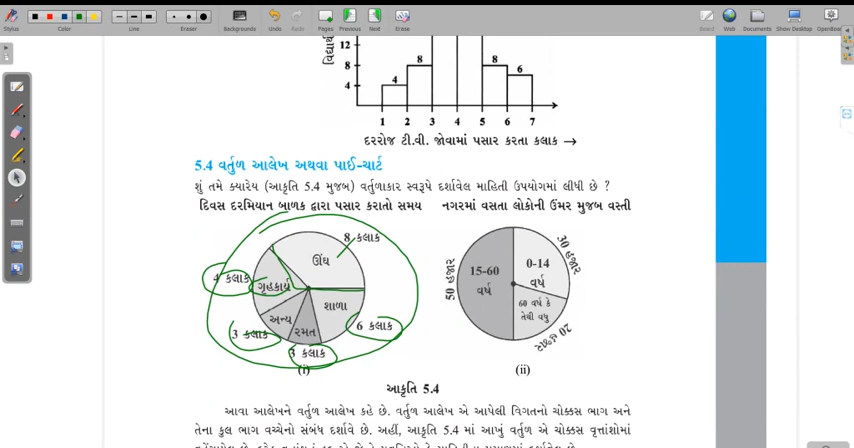 Stylus
Color
Line
Eraser
Backgrounds
Undo
Redo
Pages
Previous
Next
Erase
Board
Web
Documents
Show Desktop
OpenBoard
વિદ્યાર્થ
12
8
4
4
8
8
6
1 2 3 4 5 6 7
દરરોજ ટી.વી. જોવામાં પસાર કરતા કલાક →
5.4 વર્તુળ આલેખ અથવા પાઈ-ચાર્ટ
શું તમે ક્યારેય (આકૃતિ 5.4 મુજબ) વર્તુળાકાર સ્વરૂપે દર્શાવેલ માહિતી ઉપયોગમાં લીધી છે ?
દિવસ દરમિયાન બાળક દ્વારા પસાર કરાતો સમય
8 કલાક
ઊંઘ
4 કલાક
ગૃહકાર્ય
શાળા
અન્ય
રમત
6 કલાક
3 કલાક
3 કલાક
(i)
નગરમાં વસતા લોકોની ઉંમર મુજબ વસ્તી
50 હજાર
15-60
વર્ષ
0-14
વર્ષ
30 હજાર
60 વર્ષ કે
તેથી વધુ
20 હજાર
(ii)
આકૃતિ 5.4
આવા આલેખને વર્તુળ આલેખ કહે છે. વર્તુળ આલેખ એ આપેલી વિગતનો ચોક્કસ ભાગ અને
તેના કુલ ભાગ વચ્ચેનો સંબંધ દર્શાવે છે. અહીં, આકૃતિ 5.4 માં આખું વર્તુળ એ ચોક્કસ વૃત્તાંશોમાં